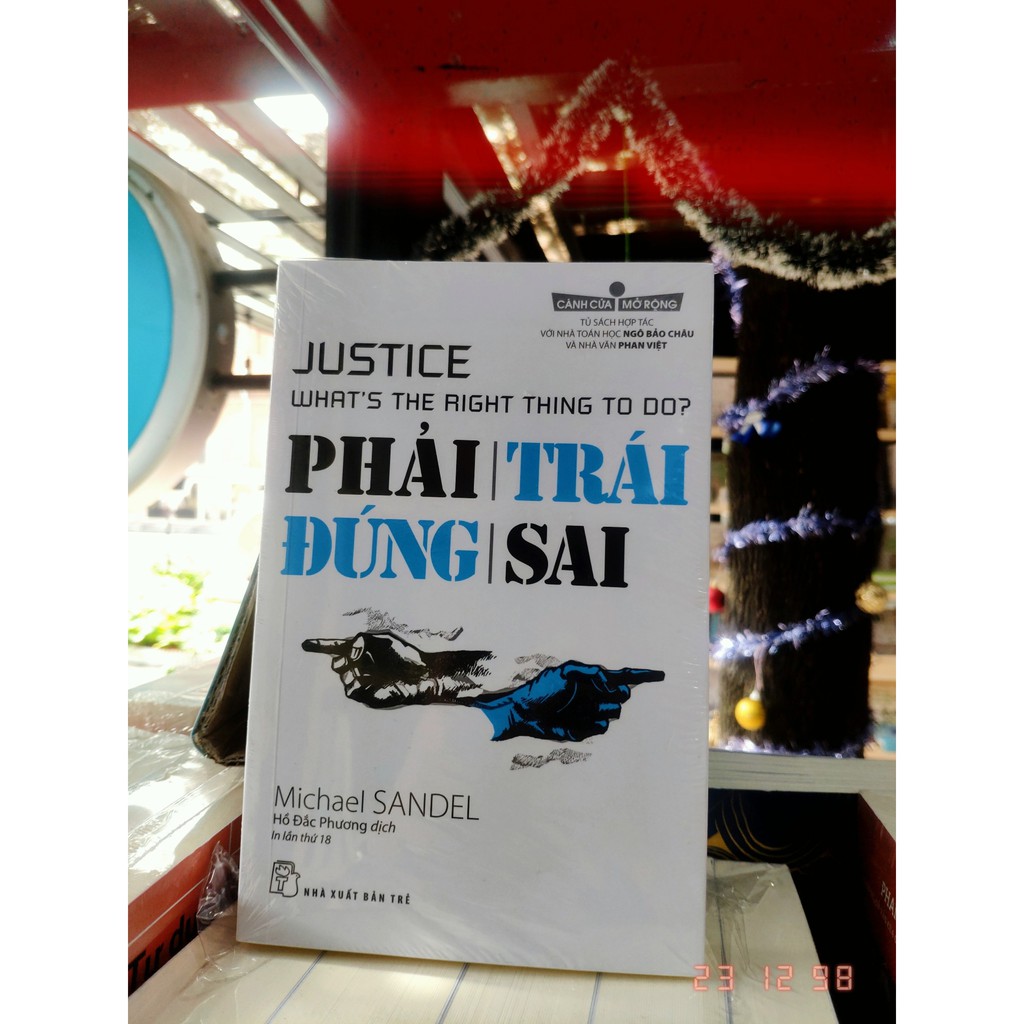 CÁNH CỬA MỞ RỘNG
TỦ SÁCH HỢP TÁC
VỚI NHÀ TOÁN HỌC NGÔ BẢO CHÂU
VÀ NHÀ VĂN PHAN VIỆT
JUSTICE
WHAT'S THE RIGHT THING TO DO?
PHẢI TRÁI
ĐÚNG SAI
Michael SANDEL
Hồ Đắc Phương dịch
In lần thứ 18
NHÀ XUẤT BẢN TRẺ
23 12 98